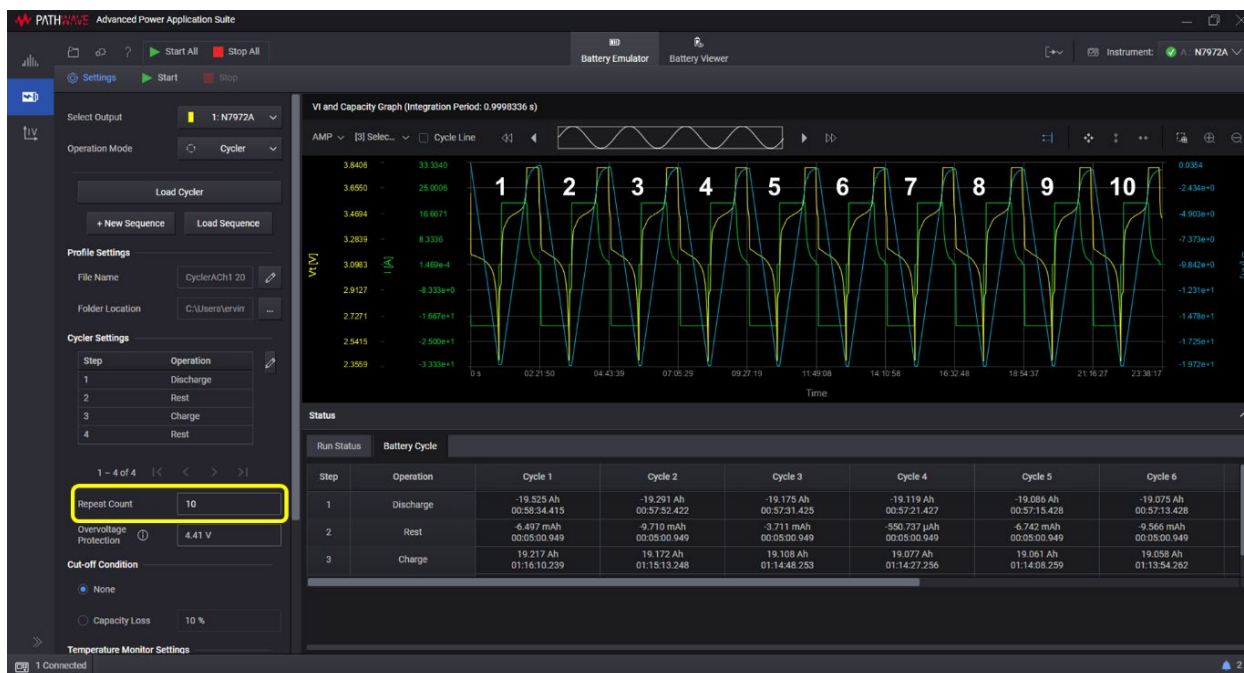 PATHWAVE Advanced Power Application Suite
? Start All Stop All
Battery Emulator
Battery Viewer
Instrument: A : N7972A
Settings Start Stop
Select Output 1: N7972A
Operation Mode Cycler
Load Cycler
+ New Sequence Load Sequence
Profile Settings
File Name CyclerACh1 20
Folder Location C:\Users\ervin ...
Cycler Settings
Step Operation
1 Discharge
2 Rest
3 Charge
4 Rest
1 – 4 of 4
Repeat Count 10
Overvoltage
Protection 4.41 V
Cut-off Condition
None
Capacity Loss 10 %
Temperature Monitor Settings
1 Connected
IV
VI and Capacity Graph (Integration Period: 0.9998336 s)
AMP [3] Selec... Cycle Line
3.8406 33.3340 0.0354
3.6550 25.0006 -2.434e+0
3.4694 16.6671 -4.903e+0
3.2839 8.3336 -7.373e+0
3.0983 1.469e-4 -9.842e+0
2.9127 -8.333e+0 -1.231e+1
2.7271 -1.667e+1 -1.478e+1
2.5415 -2.500e+1 -1.725e+1
2.3559 -3.333e+1 -1.972e+1
Vt [V]
I [A]
1 2 3 4 5 6 7 8 9 10
0 s 02:21:50 04:43:39 07:05:29 09:27:19 11:49:08 14:10:58 16:32:48 18:54:37 21:16:27 23:38:17
Time
Status
Run Status Battery Cycle
Step Operation Cycle 1 Cycle 2 Cycle 3 Cycle 4 Cycle 5 Cycle 6
1 Discharge -19.525 Ah -19.291 Ah -19.175 Ah -19.119 Ah -19.086 Ah -19.075 Ah
00:58:34.415 00:57:52.422 00:57:31.425 00:57:21.427 00:57:15.428 00:57:13.428
2 Rest -6.497 mAh -9.710 mAh -3.711 mAh -550.737 µAh -6.742 mAh -9.566 mAh
00:05:00.949 00:05:00.949 00:05:00.949 00:05:00.949 00:05:00.949 00:05:00.949
3 Charge 19.217 Ah 19.172 Ah 19.108 Ah 19.077 Ah 19.061 Ah 19.058 Ah
01:16:10.239 01:15:13.248 01:14:48.253 01:14:27.256 01:14:08.259 01:13:54.262
2